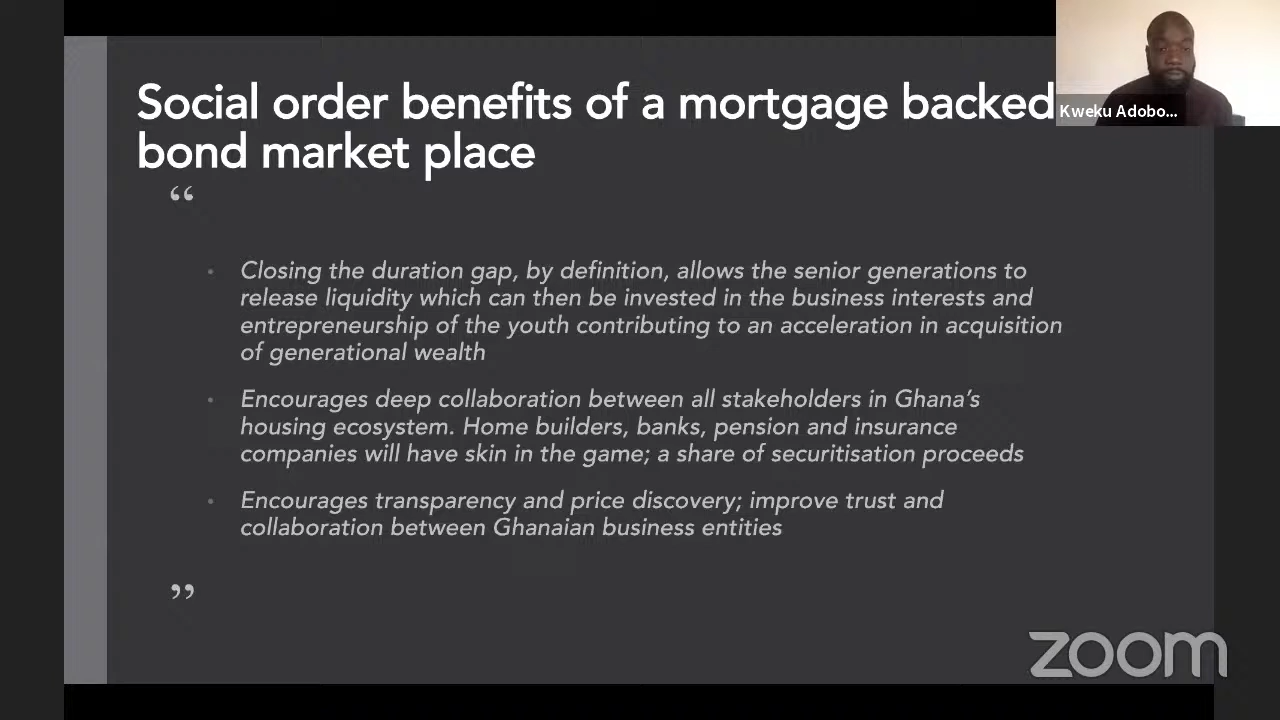 Social order benefits of a mortgage backed
bond market place
“
• Closing the duration gap, by definition, allows the senior generations to
release liquidity which can then be invested in the business interests and
entrepreneurship of the youth contributing to an acceleration in acquisition
of generational wealth
• Encourages deep collaboration between all stakeholders in Ghana’s
housing ecosystem. Home builders, banks, pension and insurance
companies will have skin in the game; a share of securitisation proceeds
• Encourages transparency and price discovery; improve trust and
collaboration between Ghanaian business entities
”
Kweku Adobo...
zoom